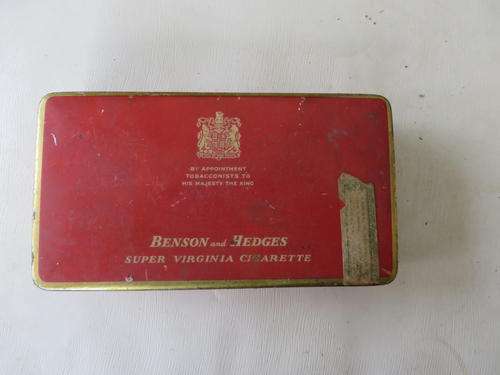 BY APPOINTMENT
TOBACCONISTS TO
HIS MAJESTY THE KING
BENSON and HEDGES
SUPER VIRGINIA CIGARETTE